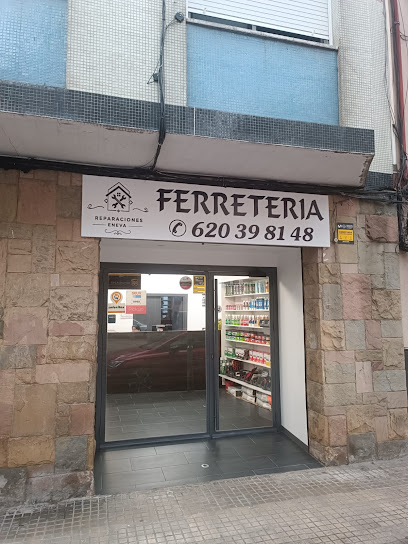 FERRETERIA
REPARACIONES
ENEVA
620 39 81 48